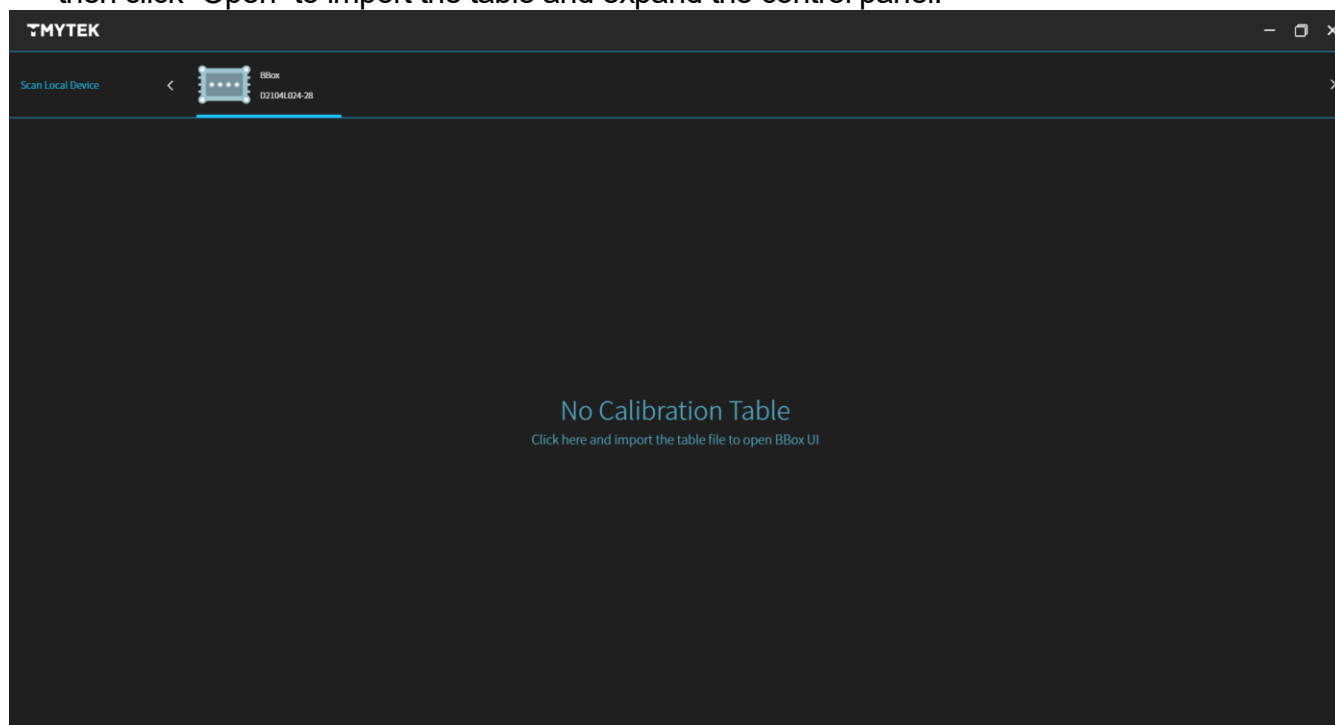 then click "Open" to import the table and expand the control panel.
TMYTEK
Scan Local Device
BBox
D2104L024-28
No Calibration Table
Click here and import the table file to open BBox UI